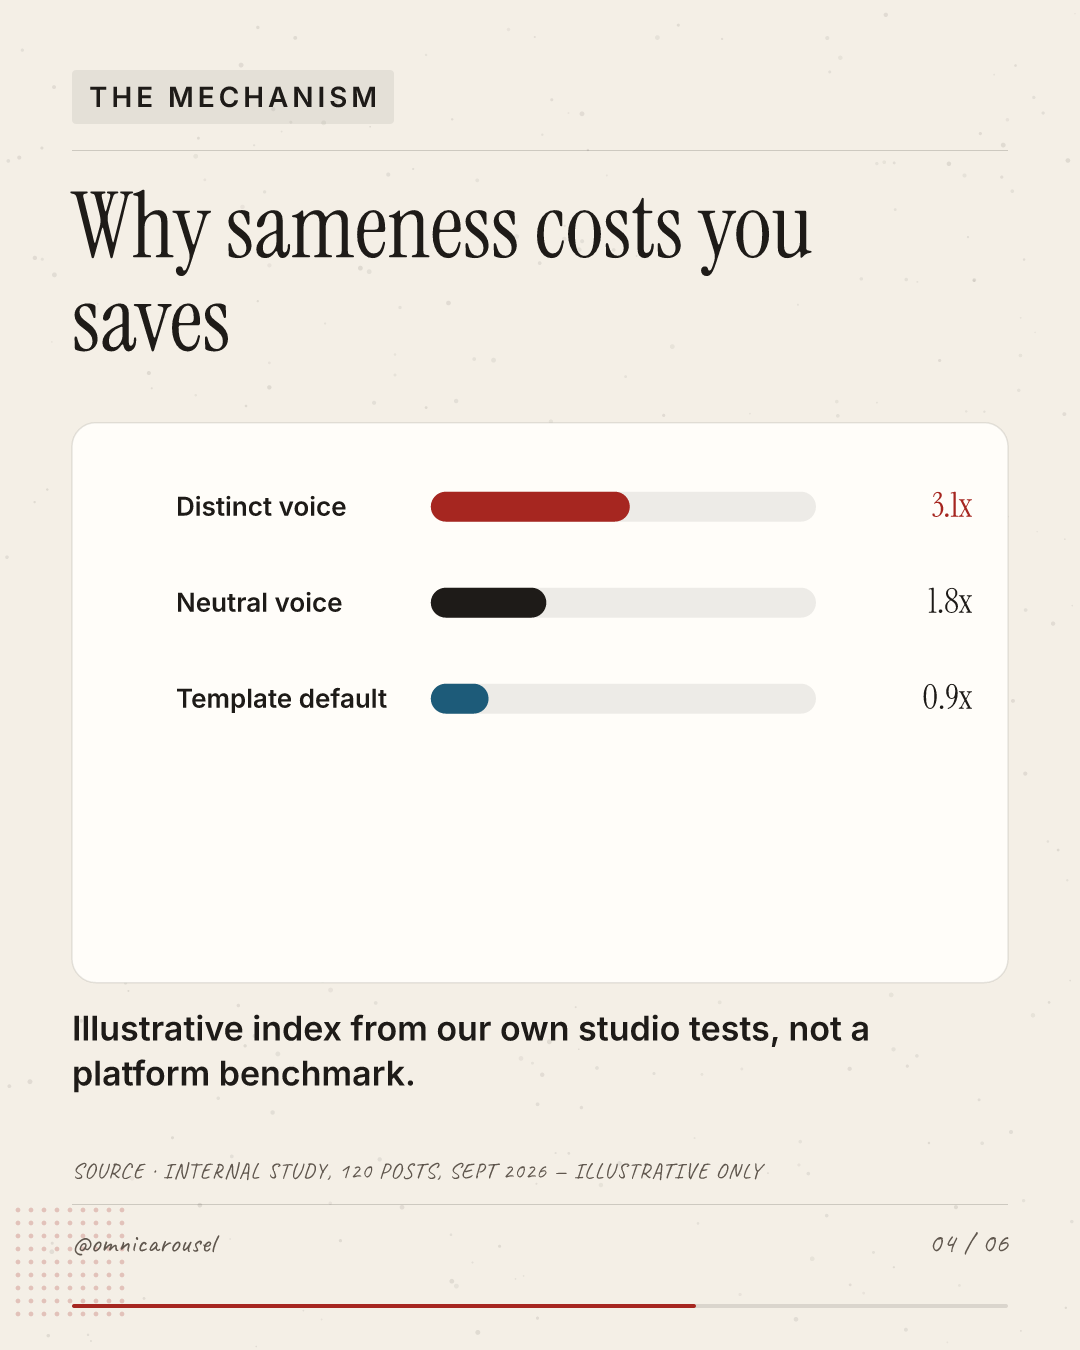 THE MECHANISM
Why sameness costs you
saves
Distinct voice 3.1x
Neutral voice 1.8x
Template default 0.9x
Illustrative index from our own studio tests, not a
platform benchmark.
SOURCE · INTERNAL STUDY, 120 POSTS, SEPT 2026 – ILLUSTRATIVE ONLY
@omnicarousel 04 / 06